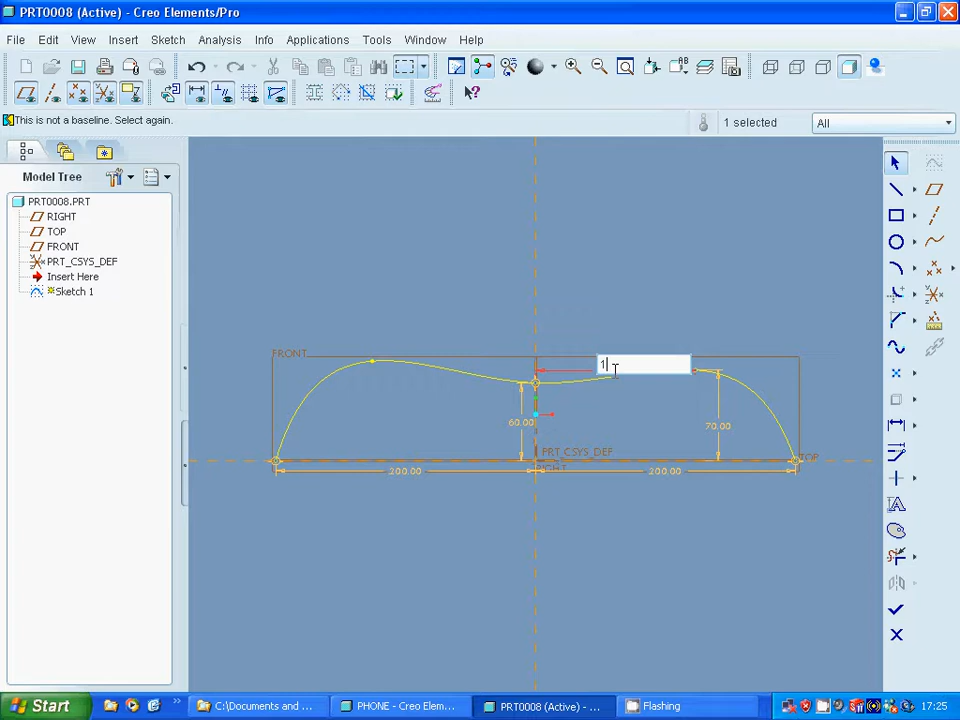 PRT0008 (Active) - Creo Elements/Pro
File Edit View Insert Sketch Analysis Info Applications Tools Window Help
This is not a baseline. Select again.
1 selected
All
Model Tree
PRT0008.PRT
RIGHT
TOP
FRONT
PRT_CSYS_DEF
Insert Here
Sketch 1
FRONT
1
60.00
70.00
PRT_CSYS_DEF
TOP
RIGHT
200.00
200.00
Start
C:\Documents and ...
PHONE - Creo Elem...
PRT0008 (Active) - ...
Flashing
17:25